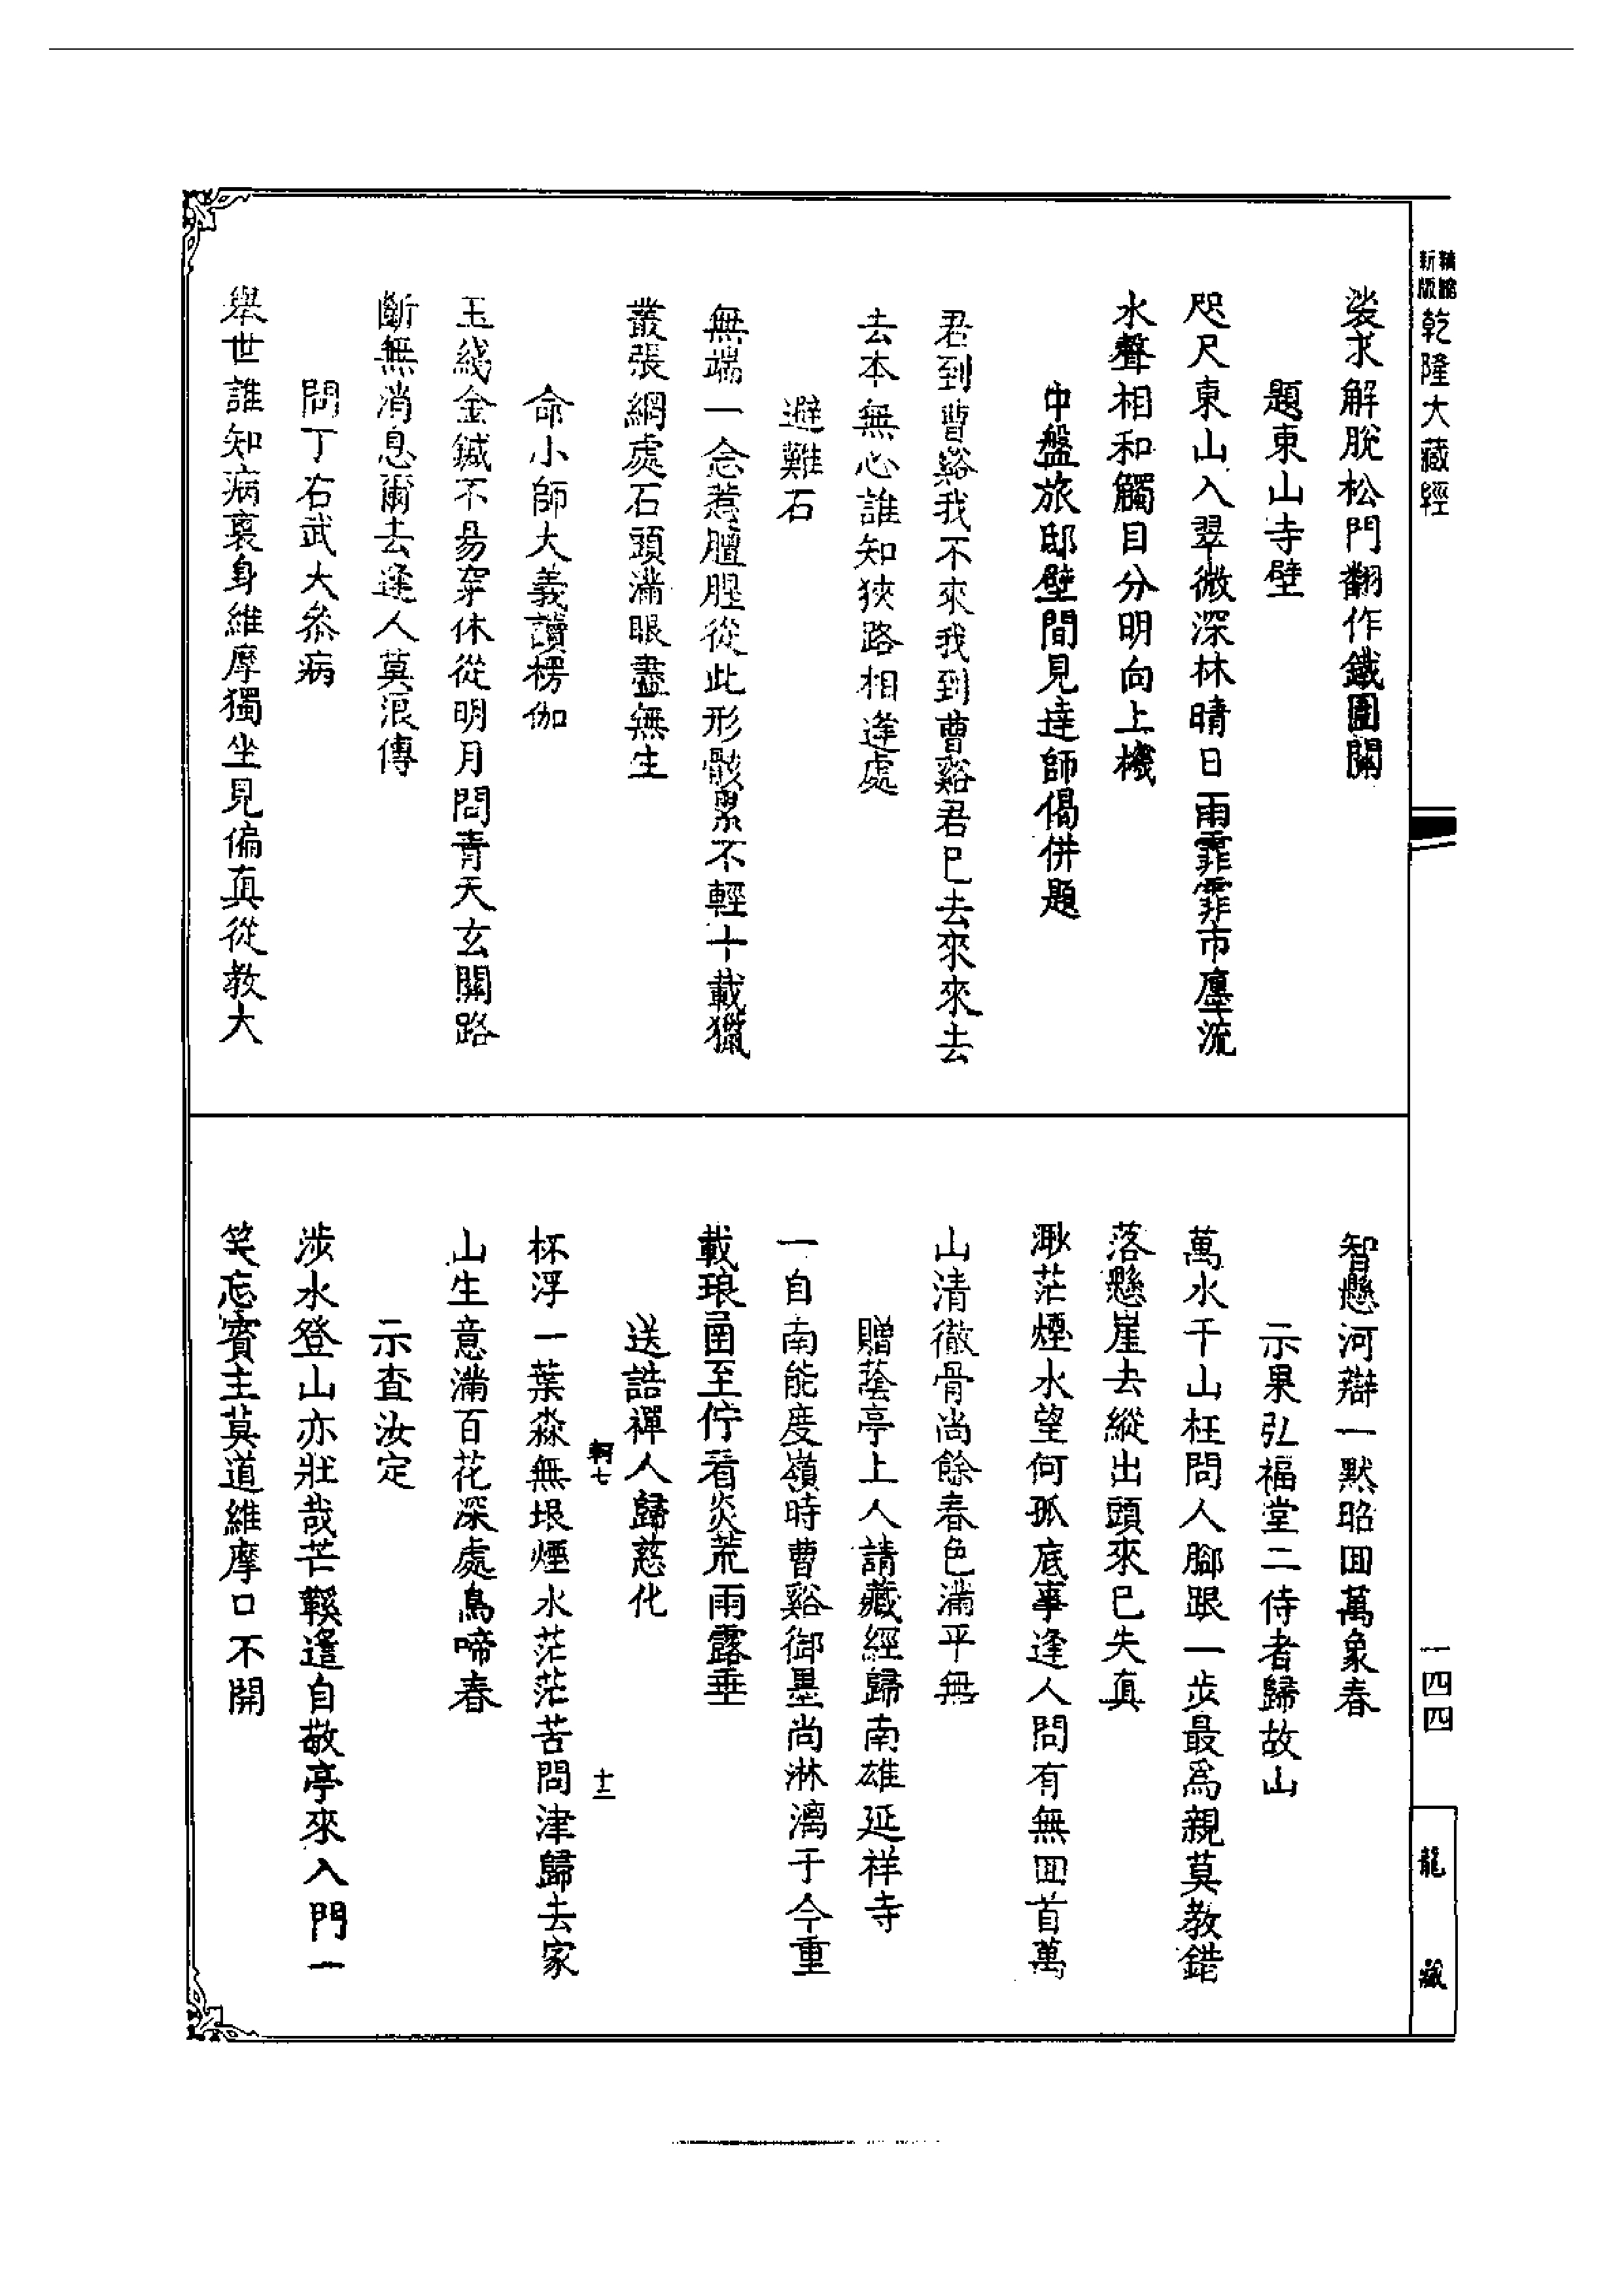 新版
乾隆大藏經
一四四
龍藏
裟求解脫松門翻作鐵圍關
題東山寺壁
咫尺東山入翠微深林晴日雨霏霏市廛流
水聲相和觸目分明向上機
中盤旅邸壁間見達師偈併題
君到曹谿我不來我到曹谿君已去來來去
去本無心誰知狹路相逢處
避難石
無端一念惹膻腥從此形骸累不輕十載獵
叢張網處石頭滿眼盡無生
命小師大義讀楞伽
玉綫金鍼不易穿休從明月問青天玄關路
斷無消息爾去逢人莫浪傳
問丁右武大叅病
舉世誰知病裏身維摩獨坐見偏真從教大
智懸河辯一默昭回萬象春
示果弘福堂二侍者歸故山
萬水千山枉問人腳跟一步最爲親莫教錯
落懸崖去縱出頭來已失真
渺茫煙水望何孤底事逢人問有無回首萬
山清徹骨尚餘春色滿平無
贈蔭亭上人請藏經歸南雄延祥寺
一自南能度嶺時曹谿御墨尚淋漓于今重
載琅函至佇看炎荒雨露垂
送誥禪人歸慈化
軻七
十三
杯浮一葉淼無垠煙水茫茫苦問津歸去家
山生意滿百花深處鳥啼春
示査汝定
涉水登山亦壯哉芒鞵遙自敬亭來入門一
笑忘賓主莫道維摩口不開